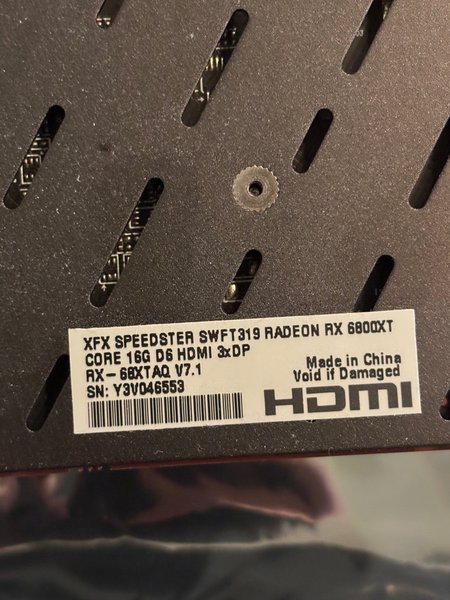 XFX SPEEDSTER SWFT319 RADEON RX 6800XT
CORE 16G D6 HDMI 3xDP
RX-68XTAQ V7.1
SN: Y3V046553
Made in China
Void if Damaged
HDMI